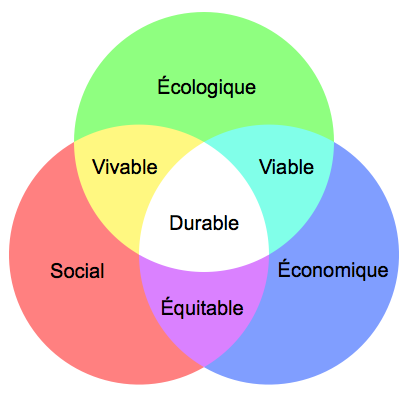 Écologique
Vivable
Viable
Durable
Social
Économique
Équitable